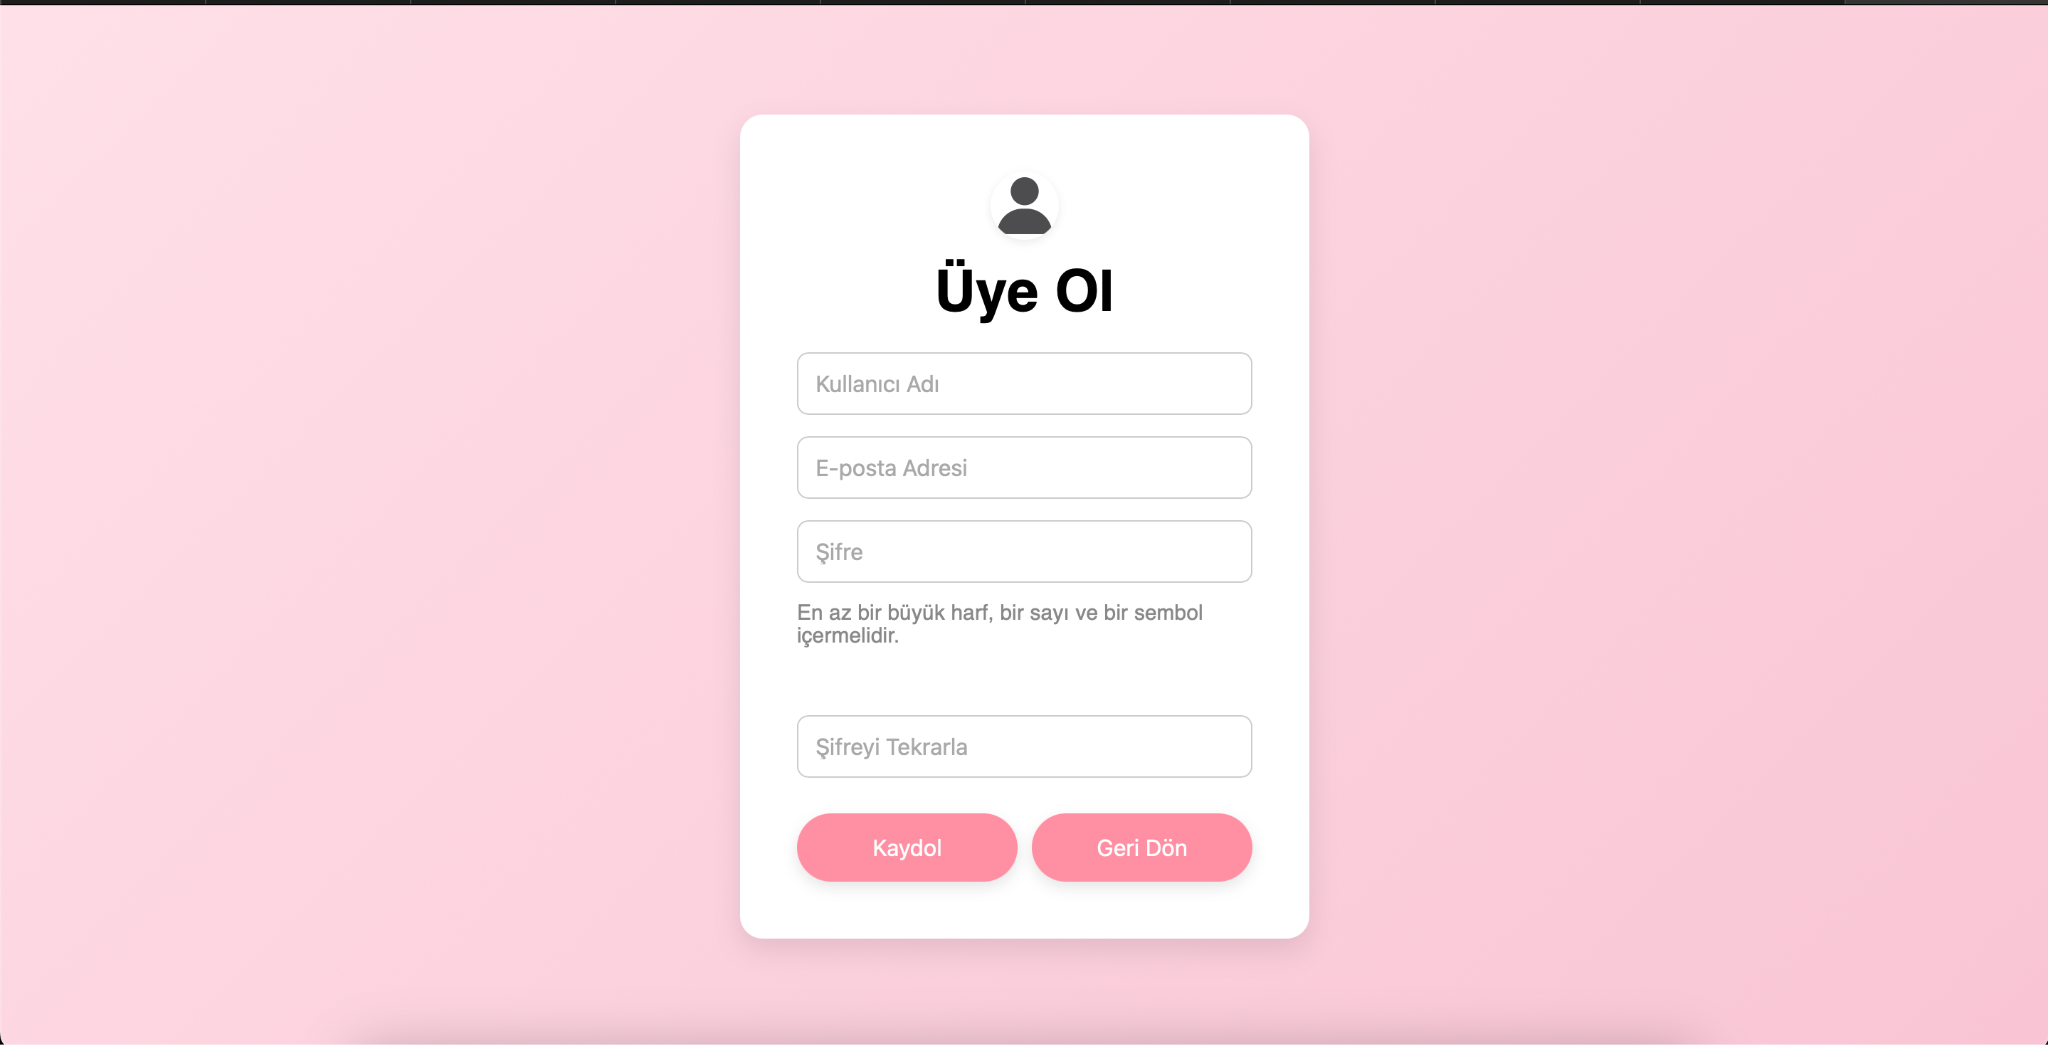 Üye Ol
Kullanıcı Adı
E-posta Adresi
Şifre
En az bir büyük harf, bir sayı ve bir sembol
içermelidir.
Şifreyi Tekrarla
Kaydol
Geri Dön